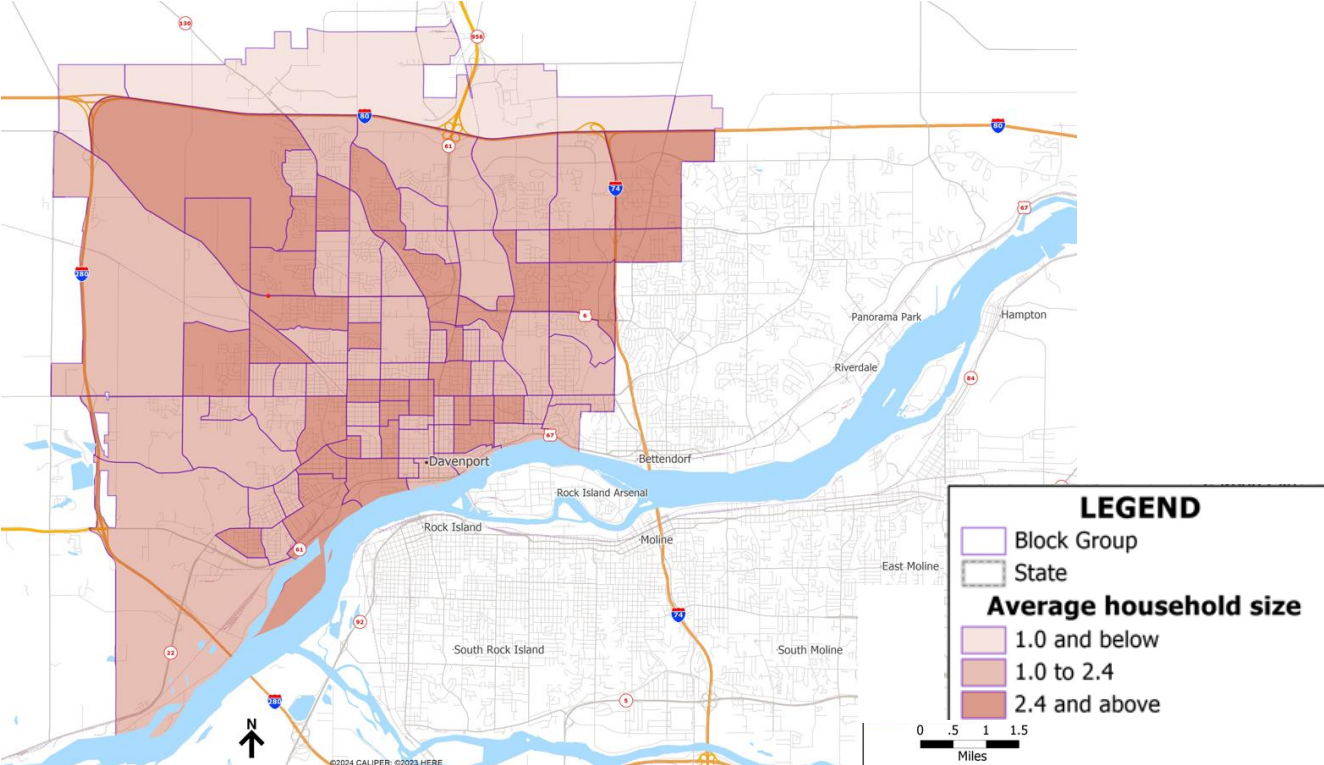 130
956
80
80
61
74
67
280
6
Panorama Park
Hampton
Riverdale
84
67
Davenport
Bettendorf
Rock Island Arsenal
Rock Island
61
Moline
East Moline
92
74
South Rock Island
South Moline
22
280
5
N
©2024 CALIPER; ©2023 HERE
LEGEND
Block Group
State
Average household size
1.0 and below
1.0 to 2.4
2.4 and above
0 .5 1 1.5
Miles